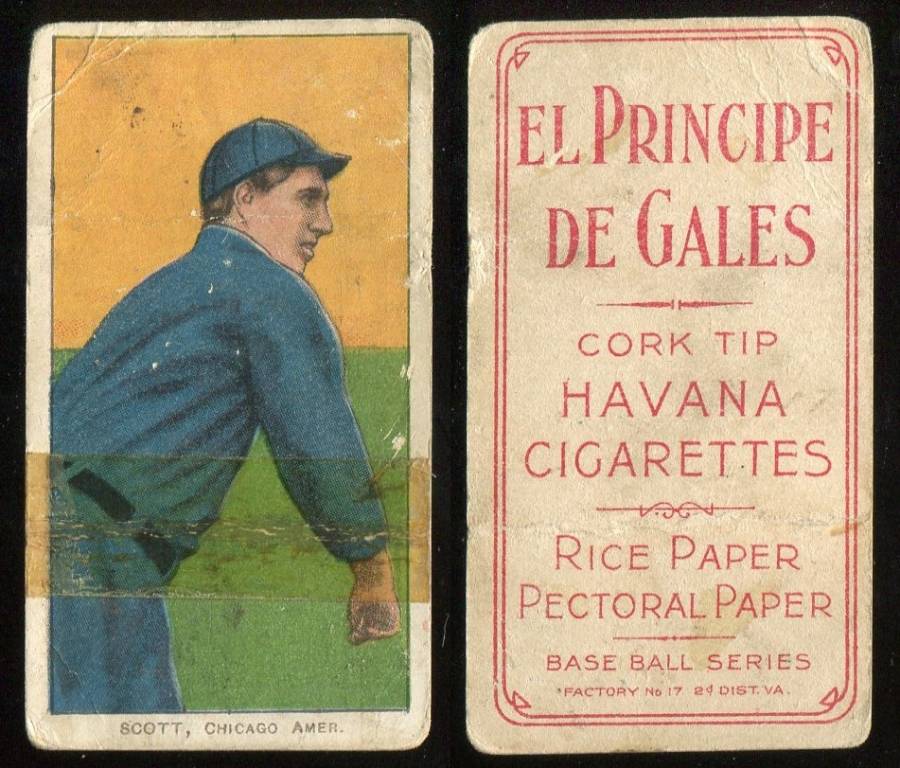 SCOTT, CHICAGO AMER.
EL PRINCIPE
DE GALES
CORK TIP
HAVANA
CIGARETTES
RICE PAPER
PECTORAL PAPER
BASE BALL SERIES
FACTORY No 17 2d DIST. VA.